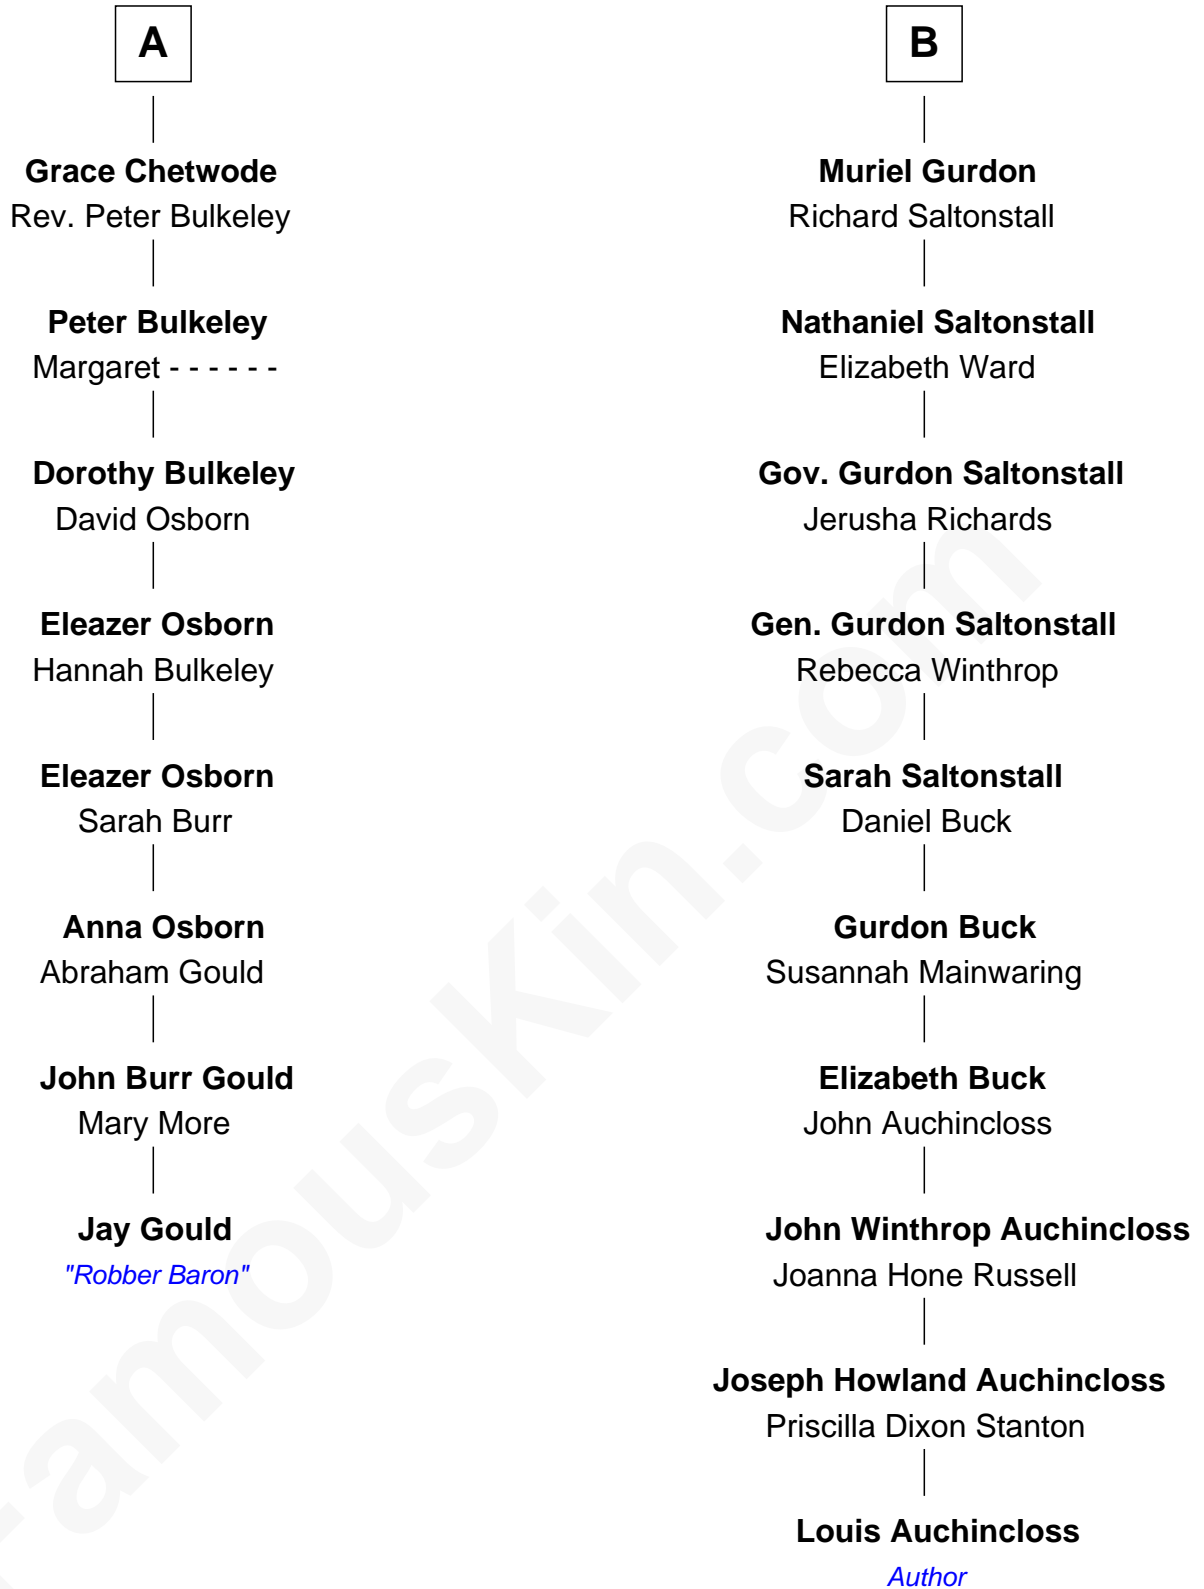 A
Grace Chetwode
Rev. Peter Bulkeley
Peter Bulkeley
Margaret - - - - - -
Dorothy Bulkeley
David Osborn
Eleazer Osborn
Hannah Bulkeley
Eleazer Osborn
Sarah Burr
Anna Osborn
Abraham Gould
John Burr Gould
Mary More
Jay Gould
"Robber Baron"
B
Muriel Gurdon
Richard Saltonstall
Nathaniel Saltonstall
Elizabeth Ward
Gov. Gurdon Saltonstall
Jerusha Richards
Gen. Gurdon Saltonstall
Rebecca Winthrop
Sarah Saltonstall
Daniel Buck
Gurdon Buck
Susannah Mainwaring
Elizabeth Buck
John Auchincloss
John Winthrop Auchincloss
Joanna Hone Russell
Joseph Howland Auchincloss
Priscilla Dixon Stanton
Louis Auchincloss
Author
FamousKin.com